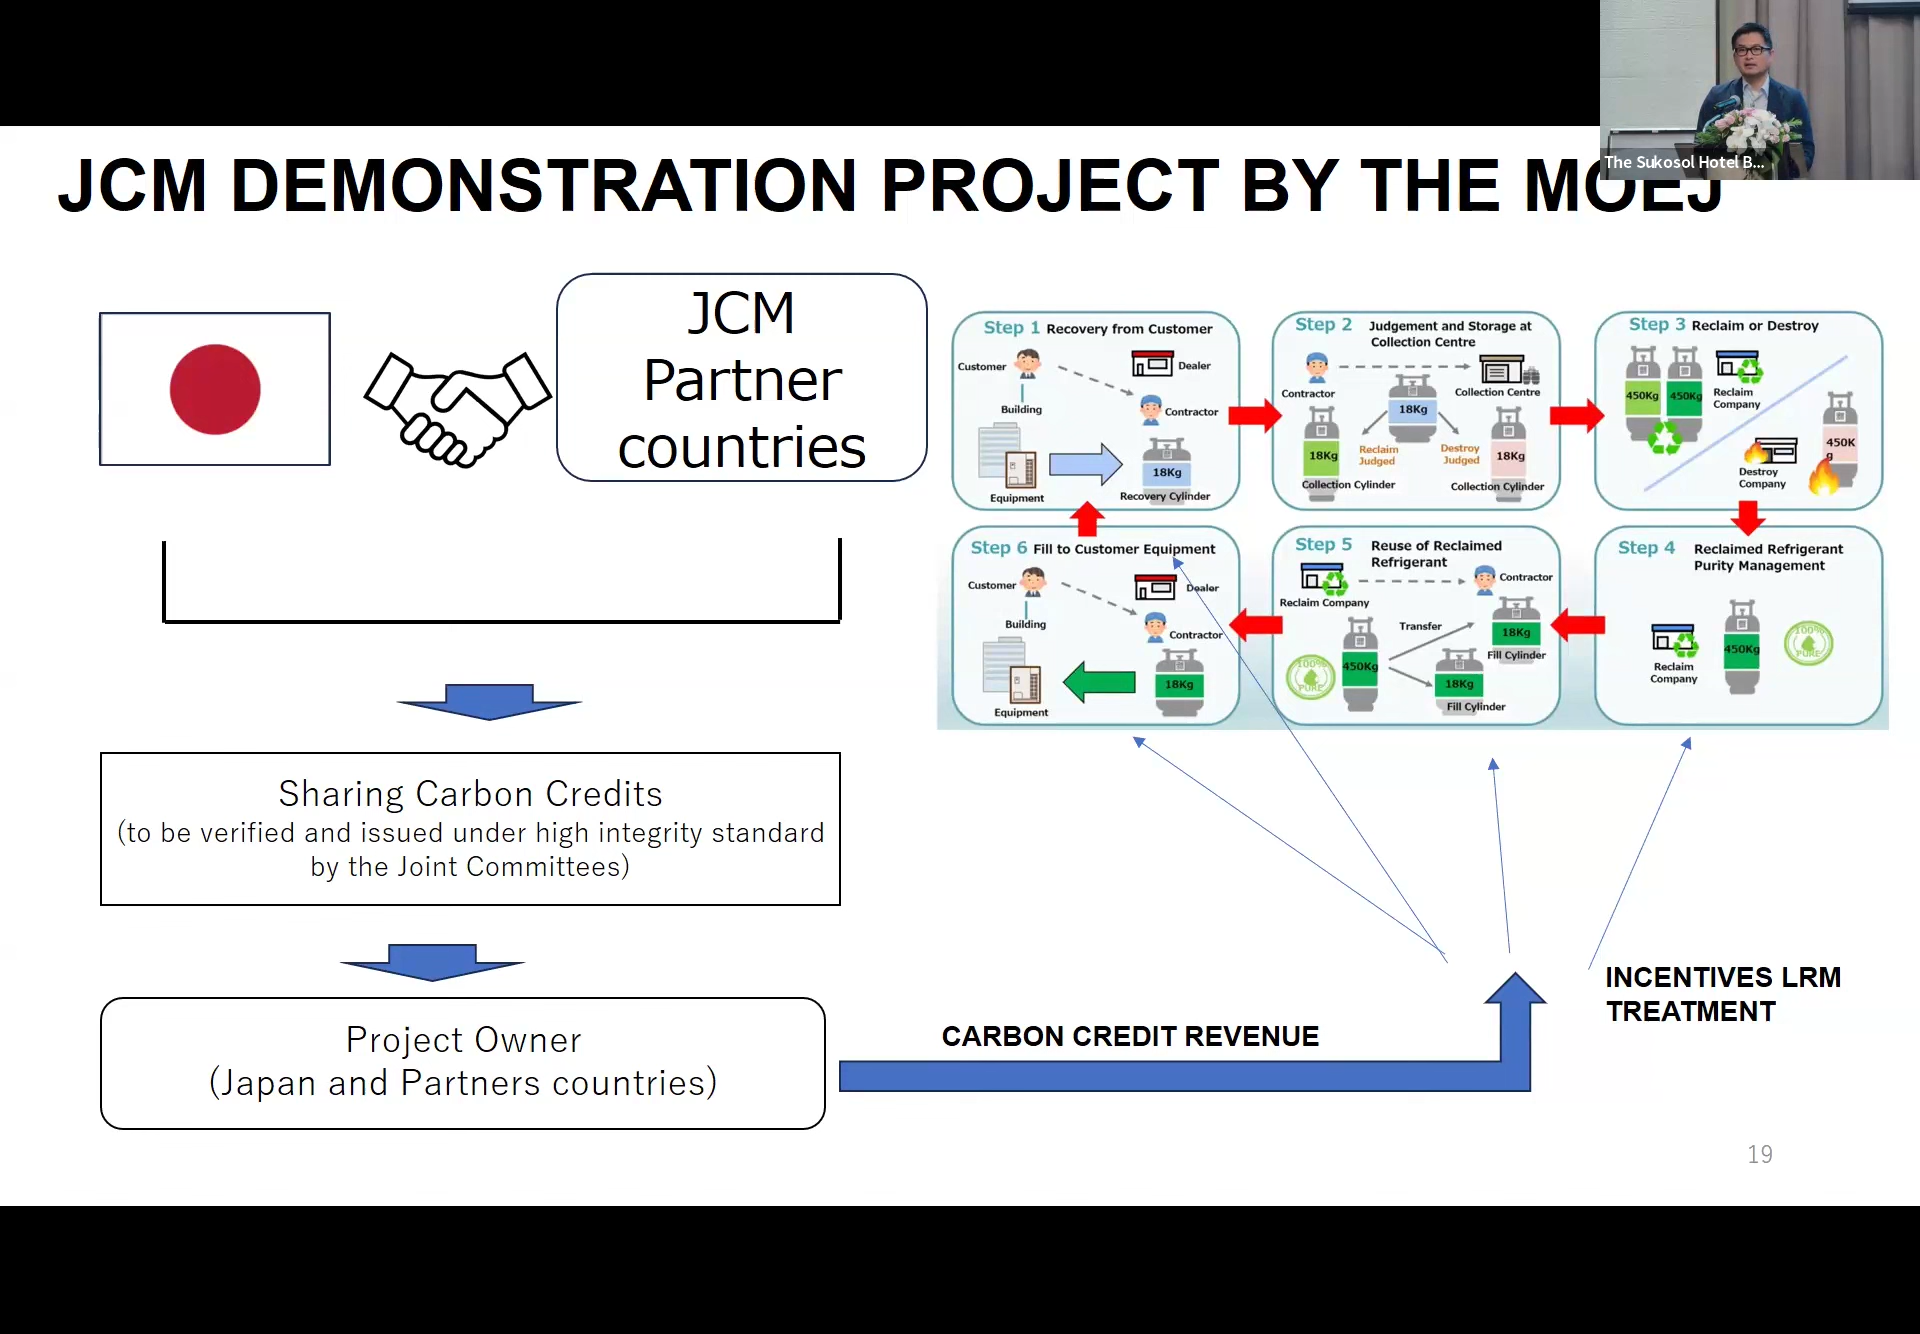 The Sukosol Hotel B...
JCM DEMONSTRATION PROJECT BY THE MOEJ
JCM
Partner
countries
Step 1 Recovery from Customer
Customer
Dealer
Building
Contractor
18Kg
Equipment
Recovery Cylinder
Step 2 Judgement and Storage at
Collection Centre
Contractor
Collection Centre
18Kg
18Kg
Reclaim
Judged
Destroy
Judged
18Kg
Collection Cylinder
Collection Cylinder
Step 3 Reclaim or Destroy
450Kg
450Kg
Reclaim
Company
450K
g
Destroy
Company
Step 6 Fill to Customer Equipment
Customer
Dealer
Building
Contractor
18Kg
Equipment
Step 5 Reuse of Reclaimed
Refrigerant
Reclaim Company
Contractor
Transfer
18Kg
Fill Cylinder
100%
PURE
450Kg
18Kg
Fill Cylinder
Step 4 Reclaimed Refrigerant
Purity Management
Reclaim
Company
450Kg
100%
PURE
Sharing Carbon Credits
(to be verified and issued under high integrity standard
by the Joint Committees)
Project Owner
(Japan and Partners countries)
CARBON CREDIT REVENUE
INCENTIVES LRM
TREATMENT
19